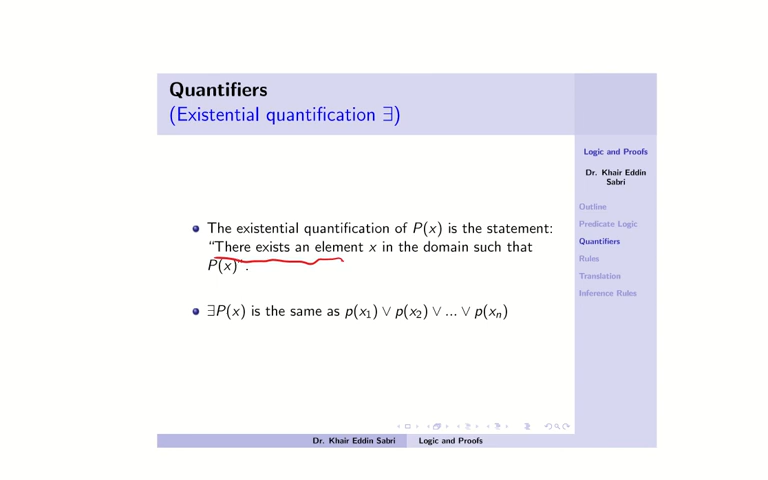 Quantifiers
(Existential quantification ∃)
Logic and Proofs
Dr. Khair Eddin
Sabri
Outline
Predicate Logic
Quantifiers
Rules
Translation
Inference Rules
The existential quantification of P(x) is the statement:
“There exists an element x in the domain such that
P(x)”.
∃P(x) is the same as p(x₁) ∨ p(x₂) ∨ ... ∨ p(xₙ)
Dr. Khair Eddin Sabri Logic and Proofs